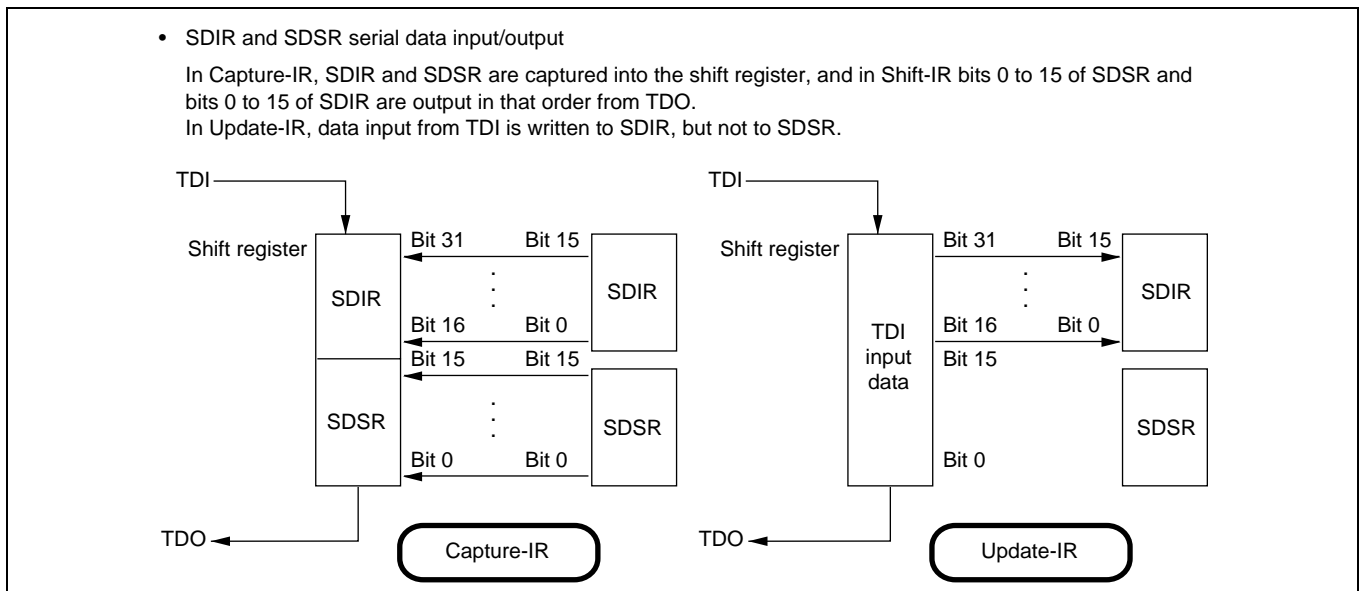 • SDIR and SDSR serial data input/output
In Capture-IR, SDIR and SDSR are captured into the shift register, and in Shift-IR bits 0 to 15 of SDSR and
bits 0 to 15 of SDIR are output in that order from TDO.
In Update-IR, data input from TDI is written to SDIR, but not to SDSR.
TDI
Shift register
SDIR
SDSR
Bit 31 Bit 15
Bit 16 Bit 0
Bit 15 Bit 15
Bit 0 Bit 0
SDIR
SDSR
TDO
Capture-IR
TDI
Shift register
TDI
input
data
Bit 31 Bit 15
Bit 16 Bit 0
Bit 15
Bit 0
SDIR
SDSR
TDO
Update-IR